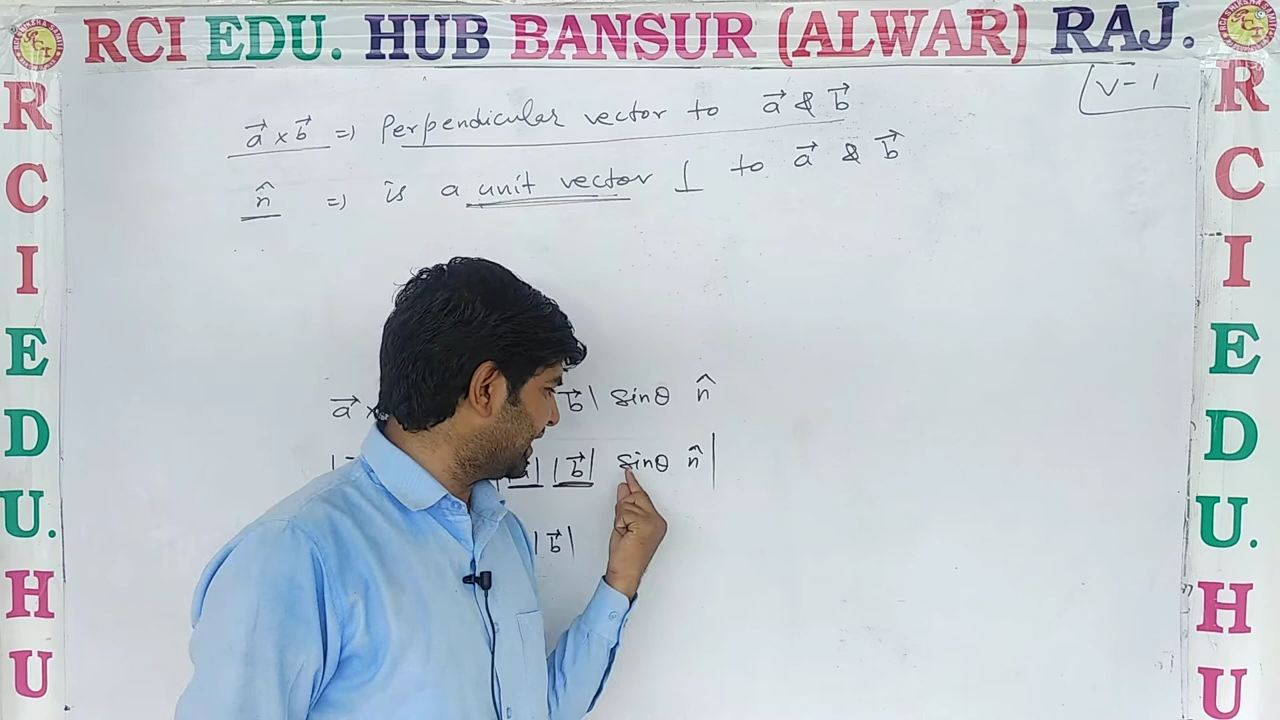 RCI EDU. HUB BANSUR (ALWAR) RAJ.
V-1
a⃗ × b⃗ => Perpendicular vector to a⃗ & b⃗
n̂ => is a unit vector ⊥ to a⃗ & b⃗
a⃗ × b⃗| sinθ n̂
| | |b⃗| sinθ n̂|
|b⃗|
R
C
I
E
D
U.
H
U
R
C
I
E
D
U.
H
U